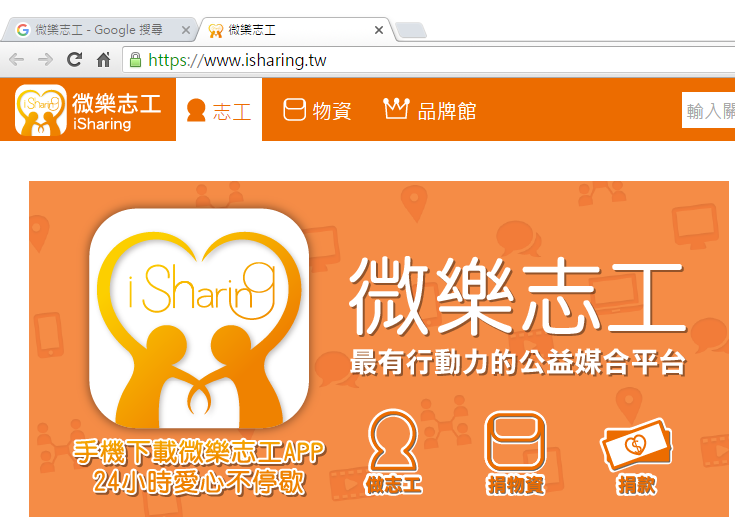 微樂志工 - Google 搜尋
微樂志工
https://www.isharing.tw
iSharing
微樂志工
iSharing
志工
物資
品牌館
輸入關
iSharing
微樂志工
最有行動力的公益媒合平台
手機下載微樂志工APP
24小時愛心不停歇
做志工
捐物資
捐款